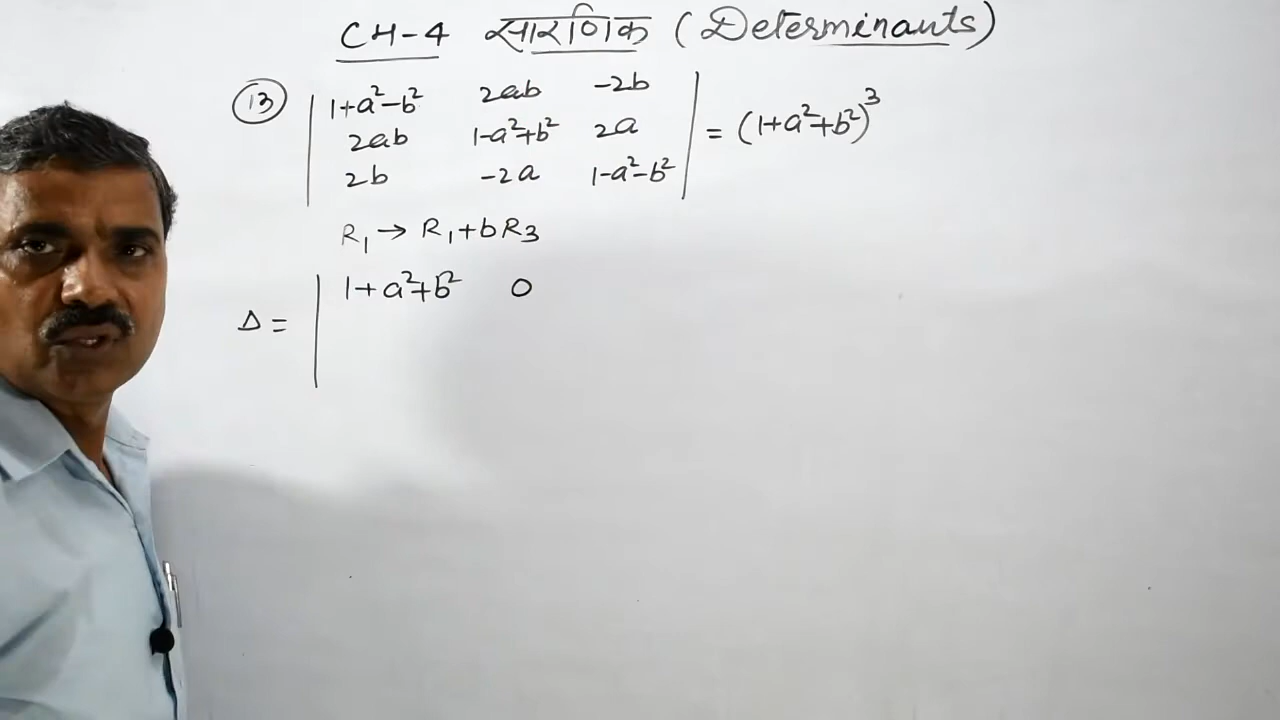 CH-4 सारणिक (Determinants)
13 | 1+a²-b² 2ab -2b |
| 2ab 1-a²+b² 2a | = (1+a²+b²)³
| 2b -2a 1-a²-b² |
R₁ → R₁+bR₃
| 1+a²+b² 0
Δ = |